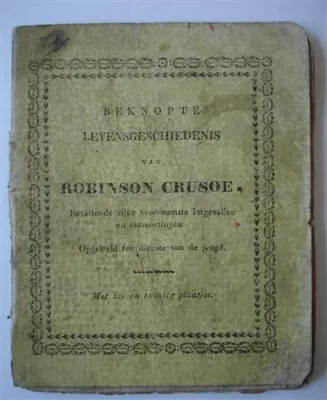 BEKNOPTE
LEVENSGESCHIEDENIS
VAN
ROBINSON CRUSOE,
Bevattende zijne voornaamste lotgevallen
en ontmoetingen:
Opgesteld ten dienste van de jeugd.
Met zes en twintig plaatjes.